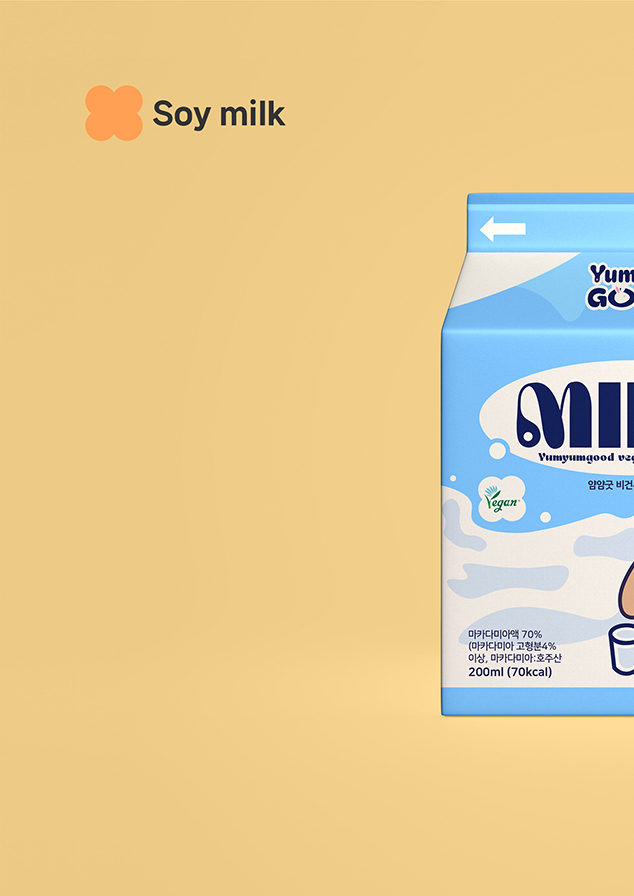 Soy milk
Yum
GO
MIL
Yumyumgood veg
얌얌굿 비건
Vegan
마카다미아액 70%
(마카다미아 고형분4%
이상, 마카다미아:호주산
200ml (70kcal)